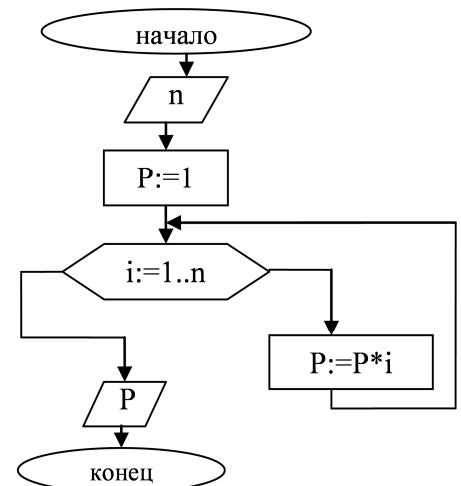 начало
n
P:=1
i:=1..n
P:=P*i
P
конец